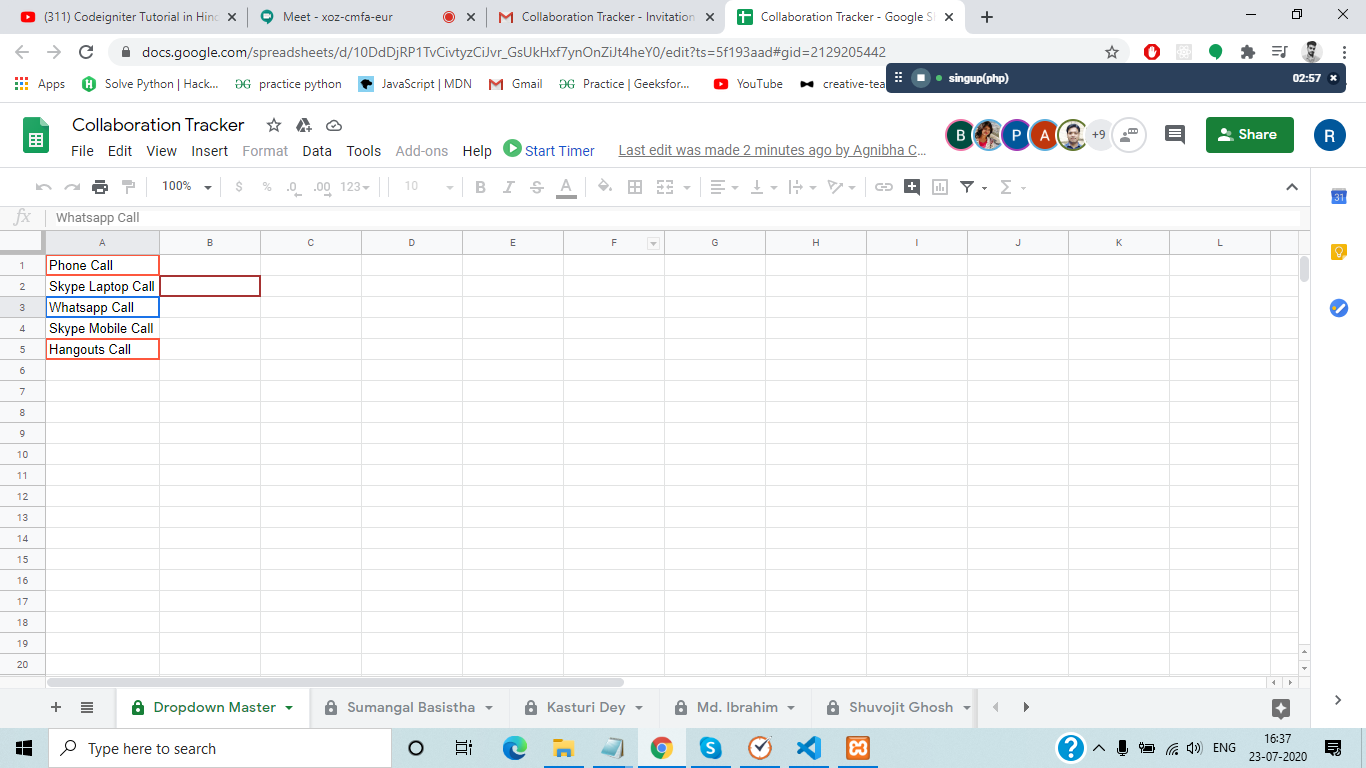 (311) Codeigniter Tutorial in Hind
Meet - xoz-cmfa-eur
Collaboration Tracker - Invitation
Collaboration Tracker - Google S
docs.google.com/spreadsheets/d/10DdDjRP1TvCivtyzCiJvr_GsUkHxf7ynOnZiJt4heY0/edit?ts=5f193aad#gid=2129205442
Apps
Solve Python | Hack...
practice python
JavaScript | MDN
Gmail
Practice | Geeksfor...
YouTube
creative-tea
singup(php)
02:57
Collaboration Tracker
B
P
A
+9
Share
R
File Edit View Insert Form Data Tools Add-ons Help Start Timer Last edit was made 2 minutes ago by Agnibha C...
100% $ % .0 .00 123 10 B I S A
31
fx Whatsapp Call
A B C D E F G H I J K L
1 Phone Call
2 Skype Laptop Call
3 Whatsapp Call
4 Skype Mobile Call
5 Hangouts Call
6
7
8
9
10
11
12
13
14
15
16
17
18
19
20
Dropdown Master Sumangal Basistha Kasturi Dey Md. Ibrahim Shuvojit Ghosh
Type here to search
ENG
16:37
23-07-2020